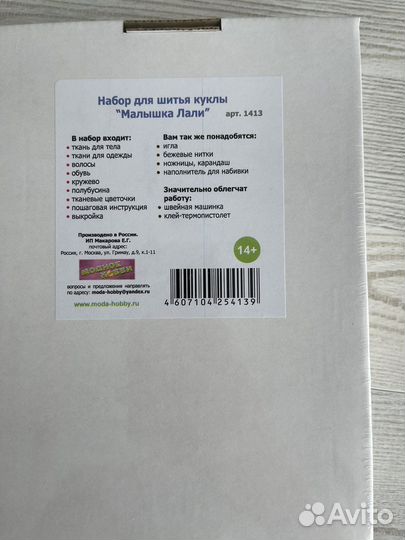 Набор для шитья куклы
"Малышка Лали" арт. 1413
В набор входит:
• ткань для тела
• ткани для одежды
• волосы
• обувь
• кружево
• полубусина
• тканевые цветочки
• пошаговая инструкция
• выкройка
Вам так же понадобятся:
• игла
• бежевые нитки
• ножницы, карандаш
• наполнитель для набивки
Значительно облегчат
работу:
• швейная машинка
• клей-термопистолет
Произведено в России.
ИП Макарова Е.Г.
почтовый адрес:
Россия, г. Москва, ул. Гримау, д.9, к.1-11
МОДНОЕ
ХОББИ
вопросы и предложения направлять
по адресу: moda-hobby@yandex.ru
www.moda-hobby.ru
14+
4 607104 254139
Avito